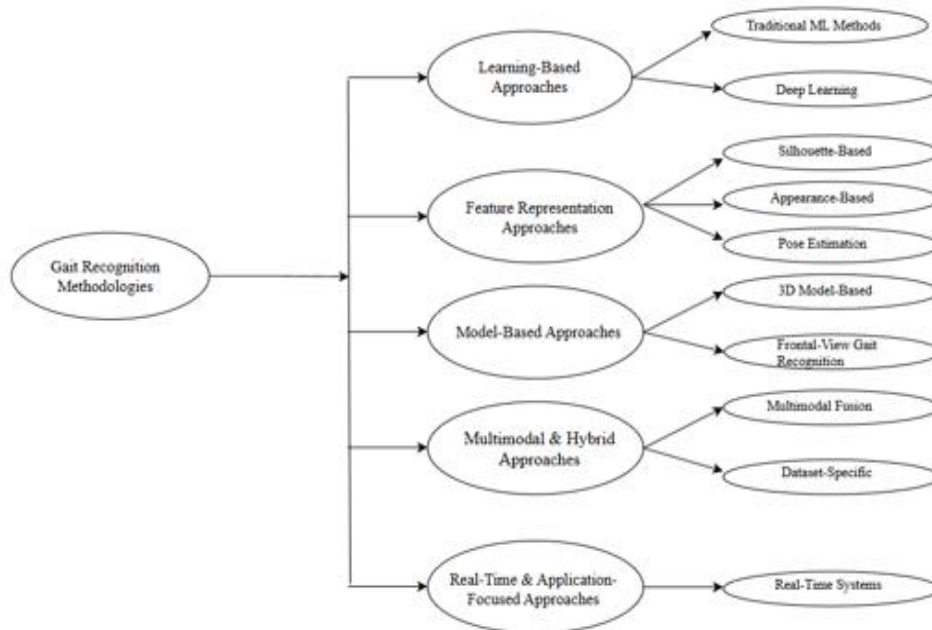 Traditional ML Methods
Learning-Based
Approaches
Deep Learning
Silhouette-Based
Feature Representation
Approaches
Appearance-Based
Pose Estimation
Gait Recognition
Methodologies
3D Model-Based
Model-Based Approaches
Frontal-View Gait
Recognition
Multimodal Fusion
Multimodal & Hybrid
Approaches
Dataset-Specific
Real-Time & Application-
Focused Approaches
Real-Time Systems